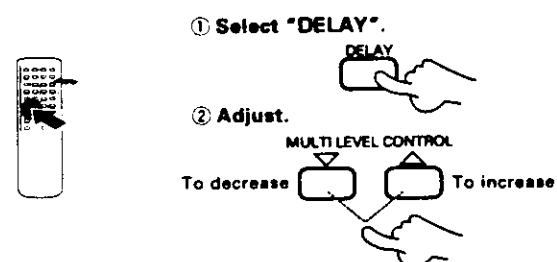 ① Select "DELAY".
DELAY
② Adjust.
MULTI LEVEL CONTROL
To decrease
To increase